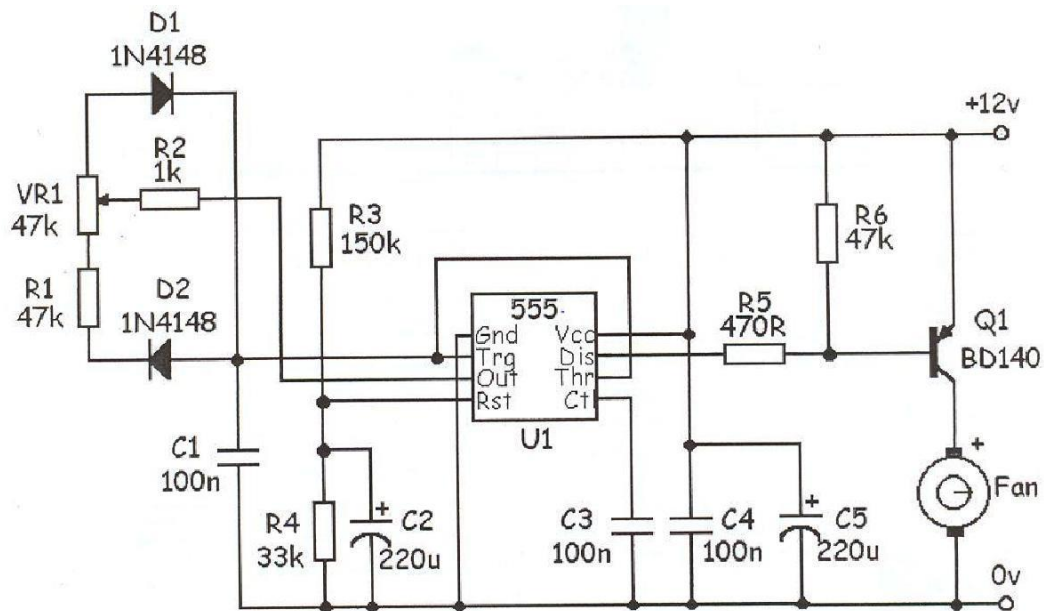 D1
1N4148
+12v
R2
1k
VR1
47k
R3
150k
R6
47k
R1
47k
D2
1N4148
555
Gnd
Vcc
Trg
Dis
Out
Thr
Rst
Ct
U1
R5
470R
Q1
BD140
C1
100n
+
Fan
R4
33k
+
C2
220u
C3
100n
C4
100n
+
C5
220u
0v